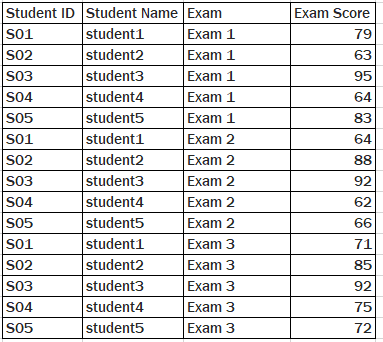 Student ID Student Name Exam Exam Score
S01 student1 Exam 1 79
S02 student2 Exam 1 63
S03 student3 Exam 1 95
S04 student4 Exam 1 64
S05 student5 Exam 1 83
S01 student1 Exam 2 64
S02 student2 Exam 2 88
S03 student3 Exam 2 92
S04 student4 Exam 2 62
S05 student5 Exam 2 66
S01 student1 Exam 3 71
S02 student2 Exam 3 85
S03 student3 Exam 3 92
S04 student4 Exam 3 75
S05 student5 Exam 3 72